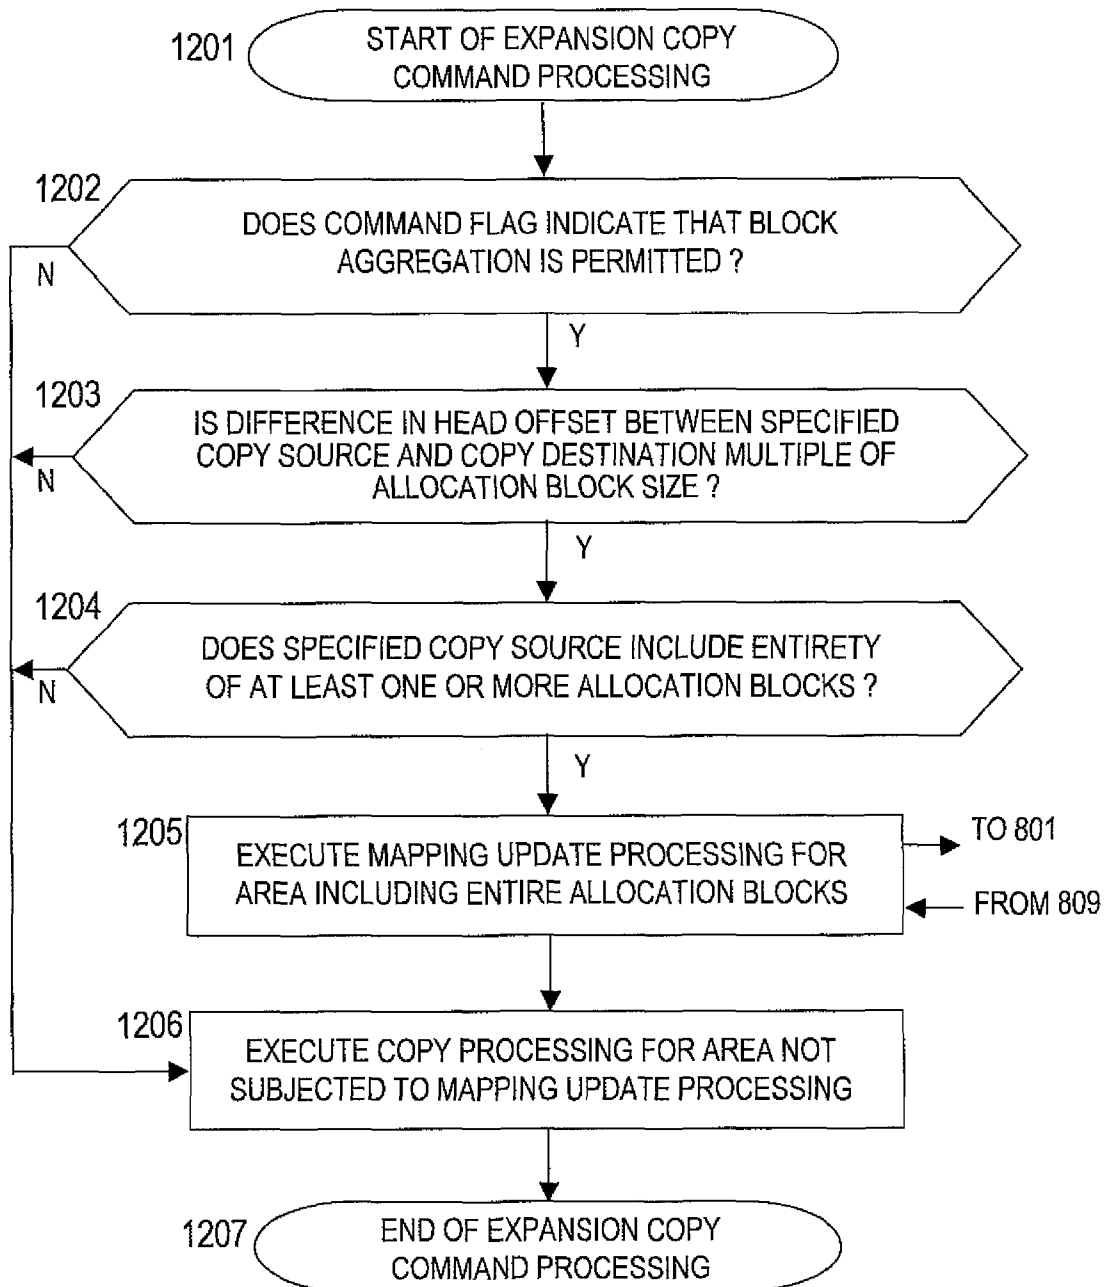 1201
START OF EXPANSION COPY
COMMAND PROCESSING
1202
DOES COMMAND FLAG INDICATE THAT BLOCK
AGGREGATION IS PERMITTED ?
N
Y
1203
IS DIFFERENCE IN HEAD OFFSET BETWEEN SPECIFIED
COPY SOURCE AND COPY DESTINATION MULTIPLE OF
ALLOCATION BLOCK SIZE ?
N
Y
1204
DOES SPECIFIED COPY SOURCE INCLUDE ENTIRETY
OF AT LEAST ONE OR MORE ALLOCATION BLOCKS ?
N
Y
1205
EXECUTE MAPPING UPDATE PROCESSING FOR
AREA INCLUDING ENTIRE ALLOCATION BLOCKS
TO 801
FROM 809
1206
EXECUTE COPY PROCESSING FOR AREA NOT
SUBJECTED TO MAPPING UPDATE PROCESSING
1207
END OF EXPANSION COPY
COMMAND PROCESSING